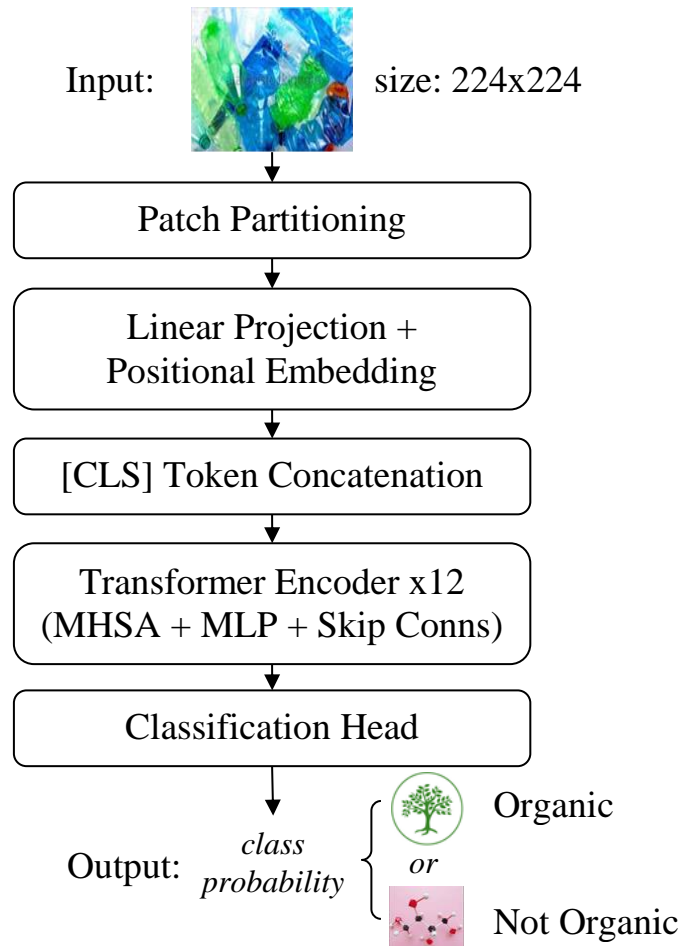 Input:
size: 224x224
Patch Partitioning
Linear Projection +
Positional Embedding
[CLS] Token Concatenation
Transformer Encoder x12
(MHSA + MLP + Skip Conns)
Classification Head
Output:
class
probability
Organic
or
Not Organic